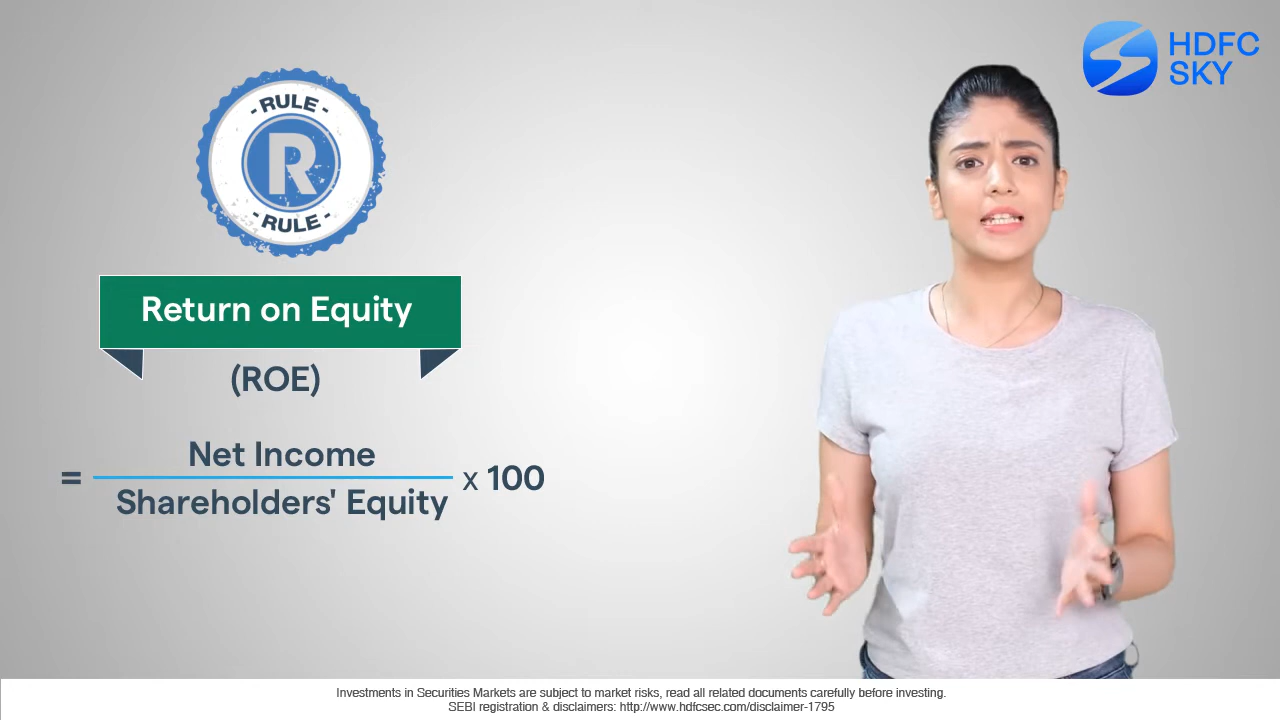 HDFC
SKY
- RULE -
R
- RULE -
Return on Equity
(ROE)
= Net Income
Shareholders' Equity x 100
Investments in Securities Markets are subject to market risks, read all related documents carefully before investing.
SEBI registration & disclaimers: http://www.hdfcsec.com/disclaimer-1795